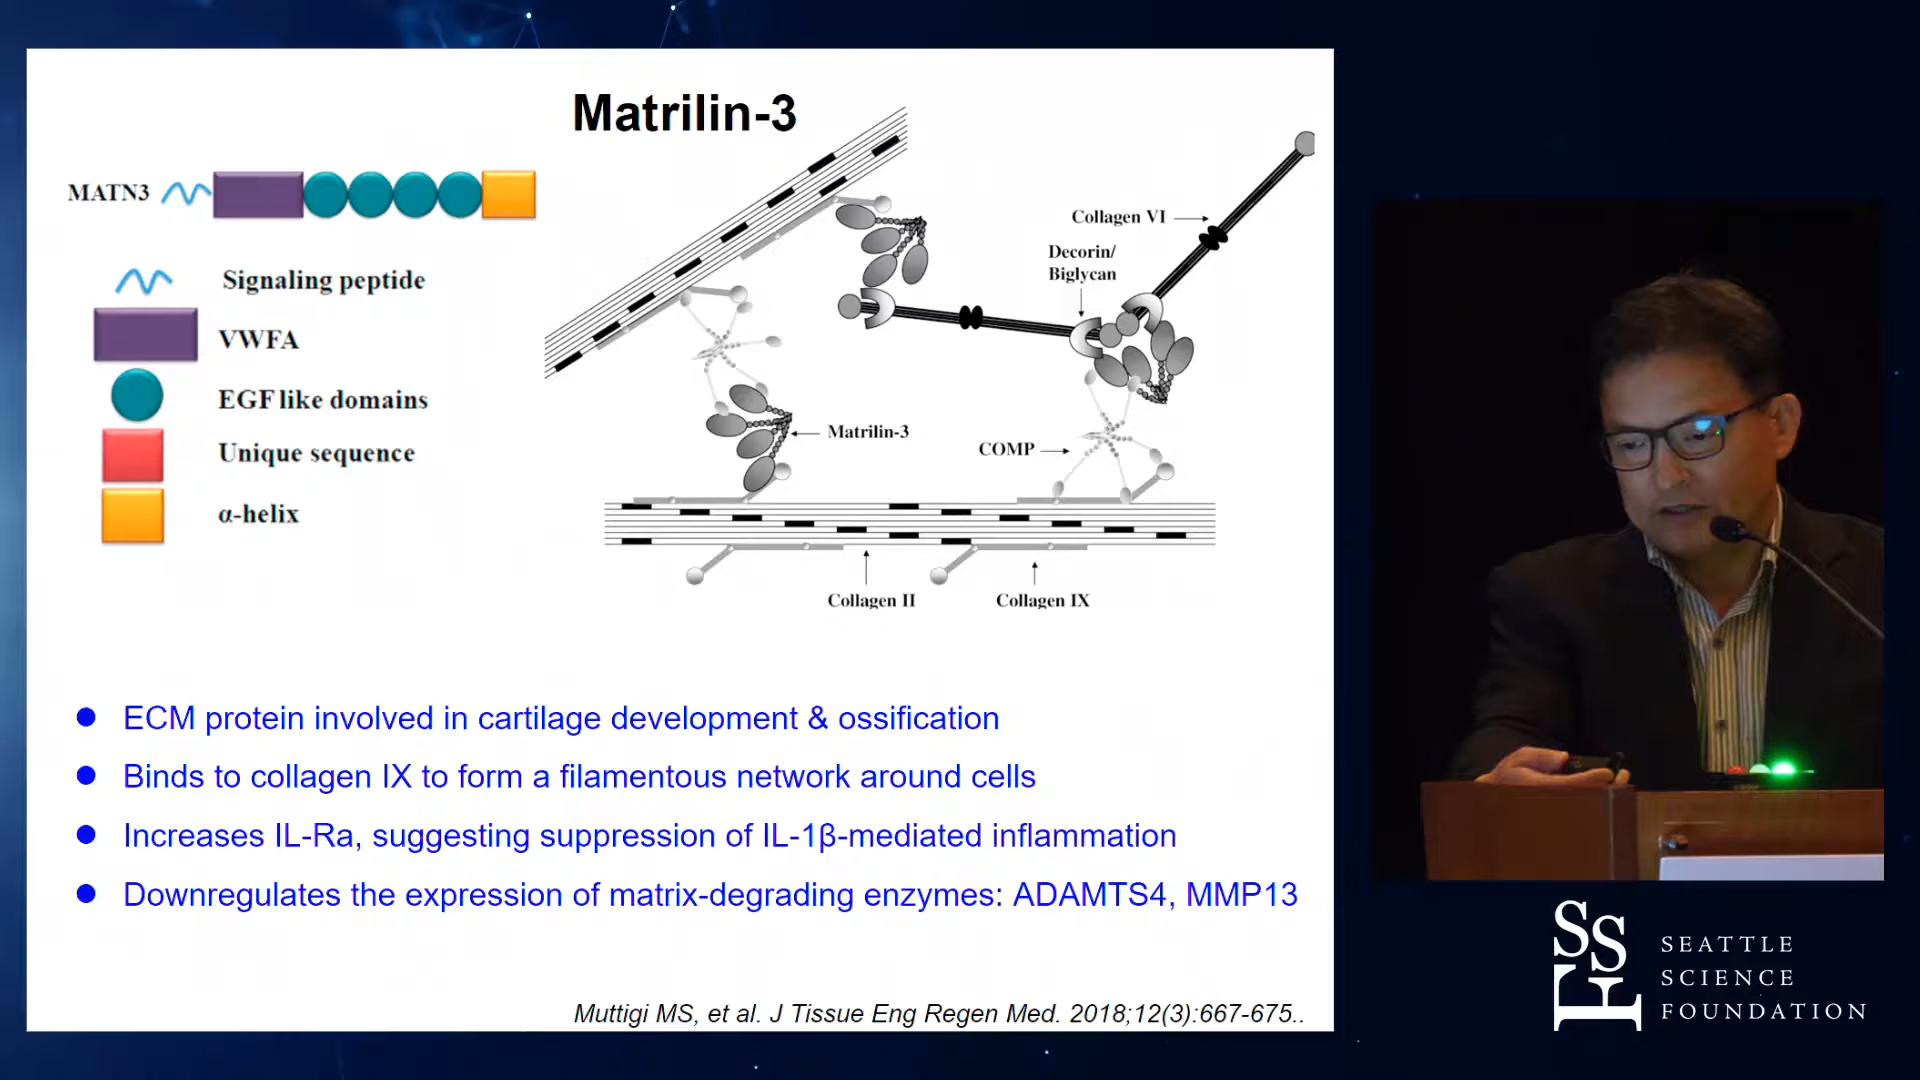 Matrilin-3
MATN3
Signaling peptide
VWFA
EGF like domains
Unique sequence
α-helix
Collagen VI
Decorin/
Biglycan
Matrilin-3
COMP
Collagen II
Collagen IX
ECM protein involved in cartilage development & ossification
Binds to collagen IX to form a filamentous network around cells
Increases IL-Ra, suggesting suppression of IL-1β-mediated inflammation
Downregulates the expression of matrix-degrading enzymes: ADAMTS4, MMP13
Muttigi MS, et al. J Tissue Eng Regen Med. 2018;12(3):667-675..
SSF
SEATTLE
SCIENCE
FOUNDATION